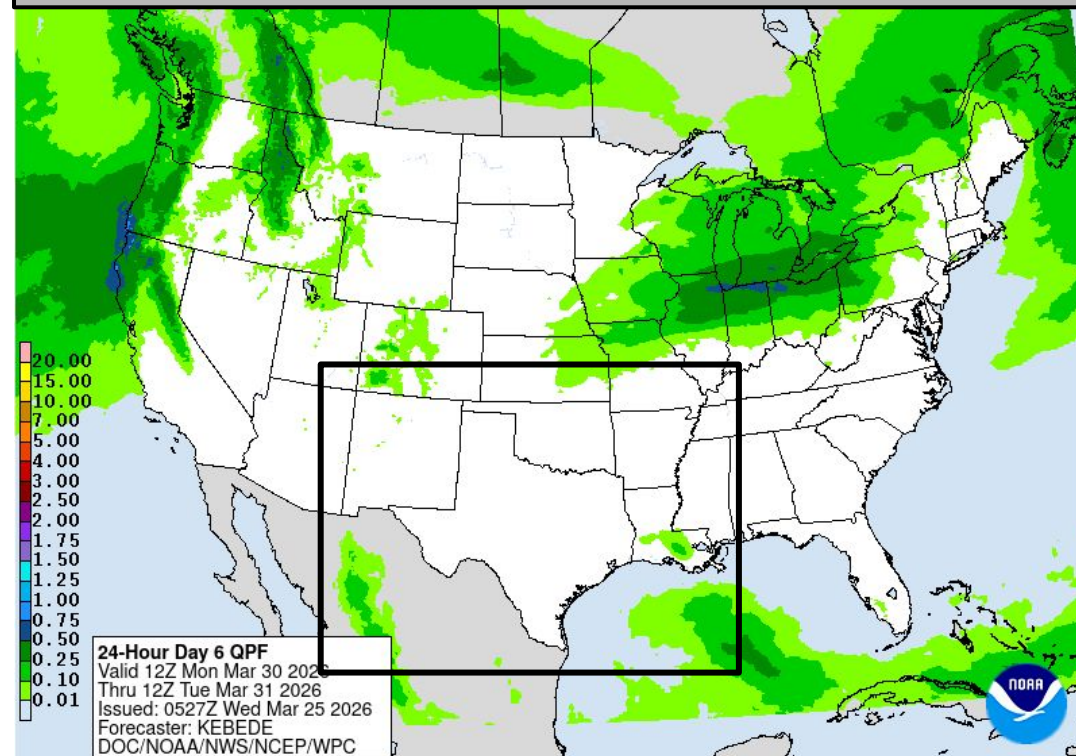 20.00
15.00
10.00
7.00
5.00
4.00
3.00
2.50
2.00
1.75
1.50
1.25
1.00
0.75
0.50
0.25
0.10
0.01
24-Hour Day 6 QPF
Valid 12Z Mon Mar 30 2026
Thru 12Z Tue Mar 31 2026
Issued: 0527Z Wed Mar 25 2026
Forecaster: KEBEDE
DOC/NOAA/NWS/NCEP/WPC
NOAA